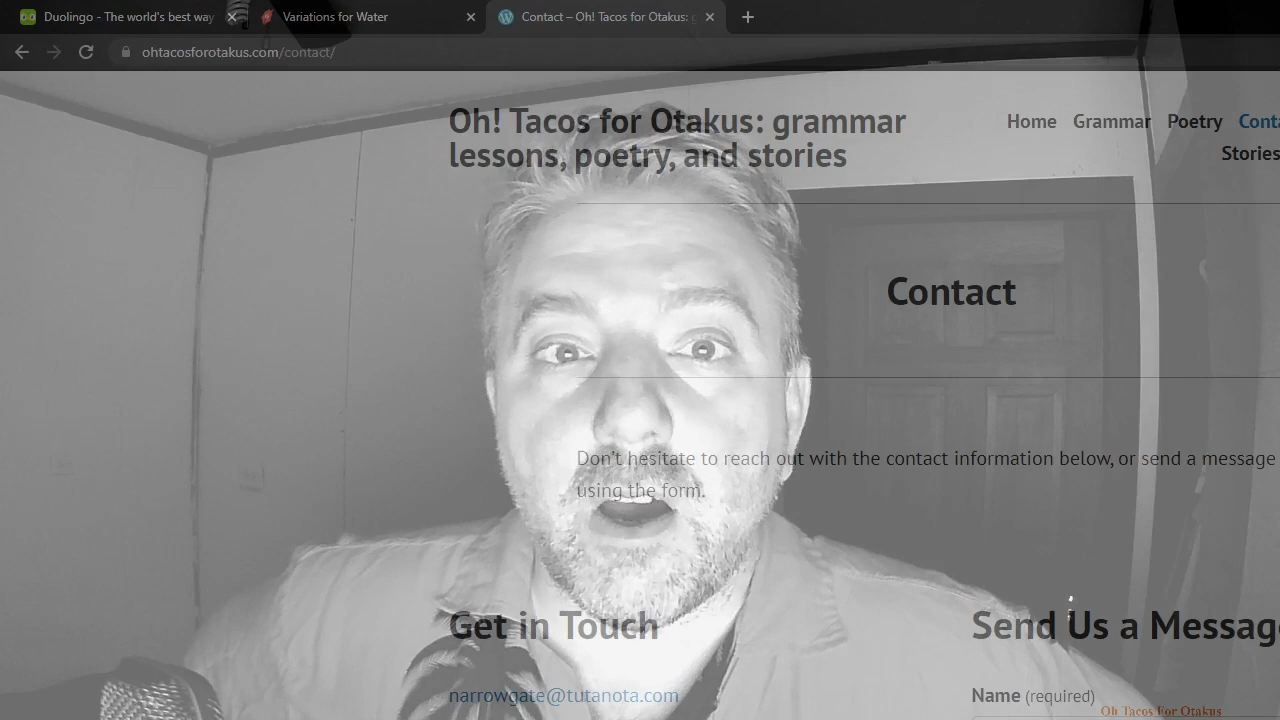 Duolingo - The world's best way
Variations for Water
Contact – Oh! Tacos for Otakus: g
ohtacosforotakus.com/contact/
Oh! Tacos for Otakus: grammar
lessons, poetry, and stories
Home Grammar Poetry Conta
Stories
Contact
Don't hesitate to reach out with the contact information below, or send a message
using the form.
Get in Touch
Send Us a Message
narrowgate@tutanota.com
Name (required)
Oh Tacos For Otakus